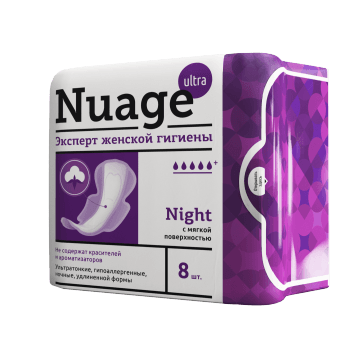 ultra
Nuage
Эксперт женской гигиены
Night
с мягкой
поверхностью
Не содержат красителей
и ароматизаторов
Ультратонкие, гипоаллергенные,
ночные, удлиненной формы
8 шт.